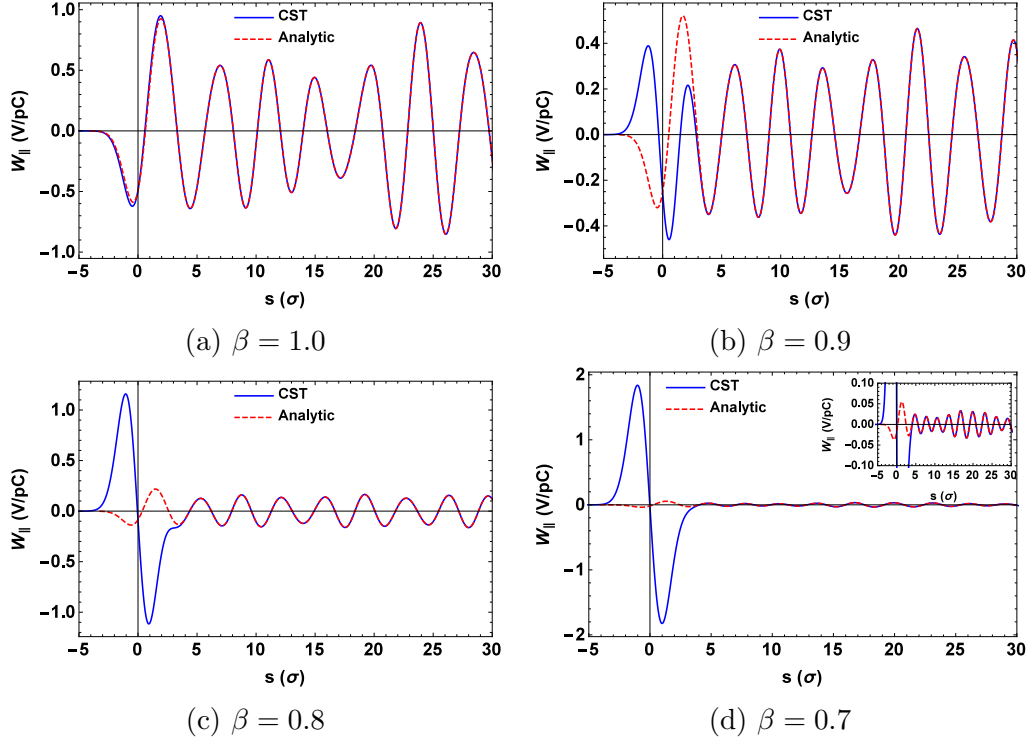 1.0
0.5
0.0
−0.5
1.0
W∥ (V/pC)
CST
Analytic
−5 0 5 10 15 20 25 30
s (σ)
(a) β = 1.0
0.4
0.2
0.0
−0.2
0.4
W∥ (V/pC)
CST
Analytic
−5 0 5 10 15 20 25 30
s (σ)
(b) β = 0.9
1.0
0.5
0.0
−0.5
−1.0
W∥ (V/pC)
CST
Analytic
−5 0 5 10 15 20 25 30
s (σ)
(c) β = 0.8
2
1
0
−1
−2
W∥ (V/pC)
CST
Analytic
0.10
0.05
0.00
−0.05
−0.10
W∥ (V/pC)
−5 0 5 10 15 20 25 30
s (σ)
−5 0 5 10 15 20 25 30
s (σ)
(d) β = 0.7